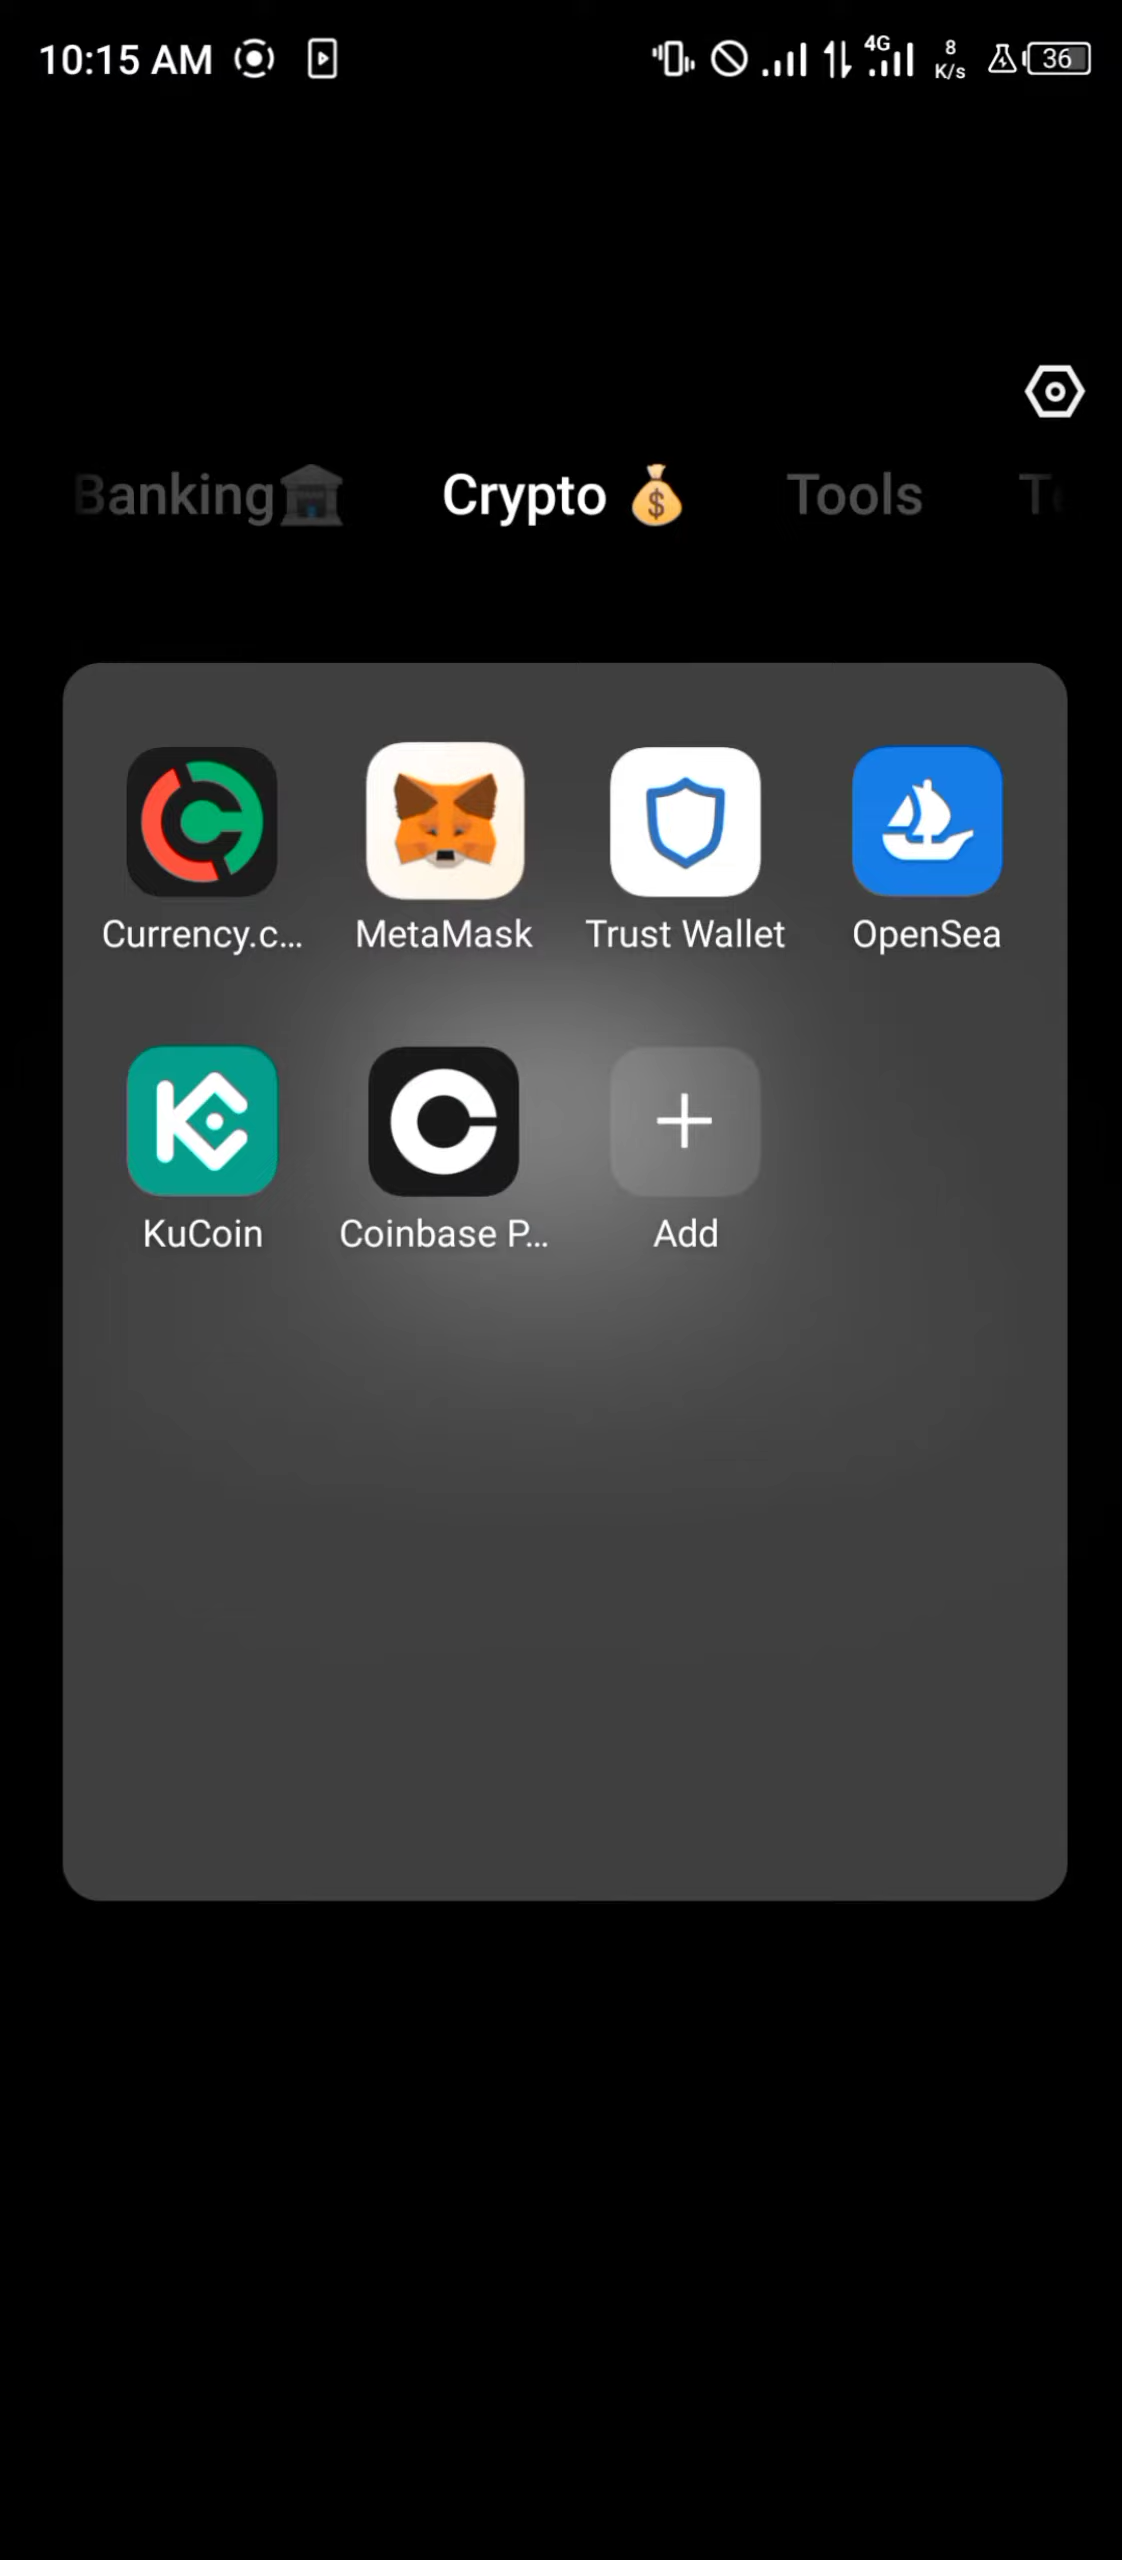 10:15 AM 4G 8 K/s 36
Banking Crypto Tools
Currency.c... MetaMask Trust Wallet OpenSea
KuCoin Coinbase P... Add